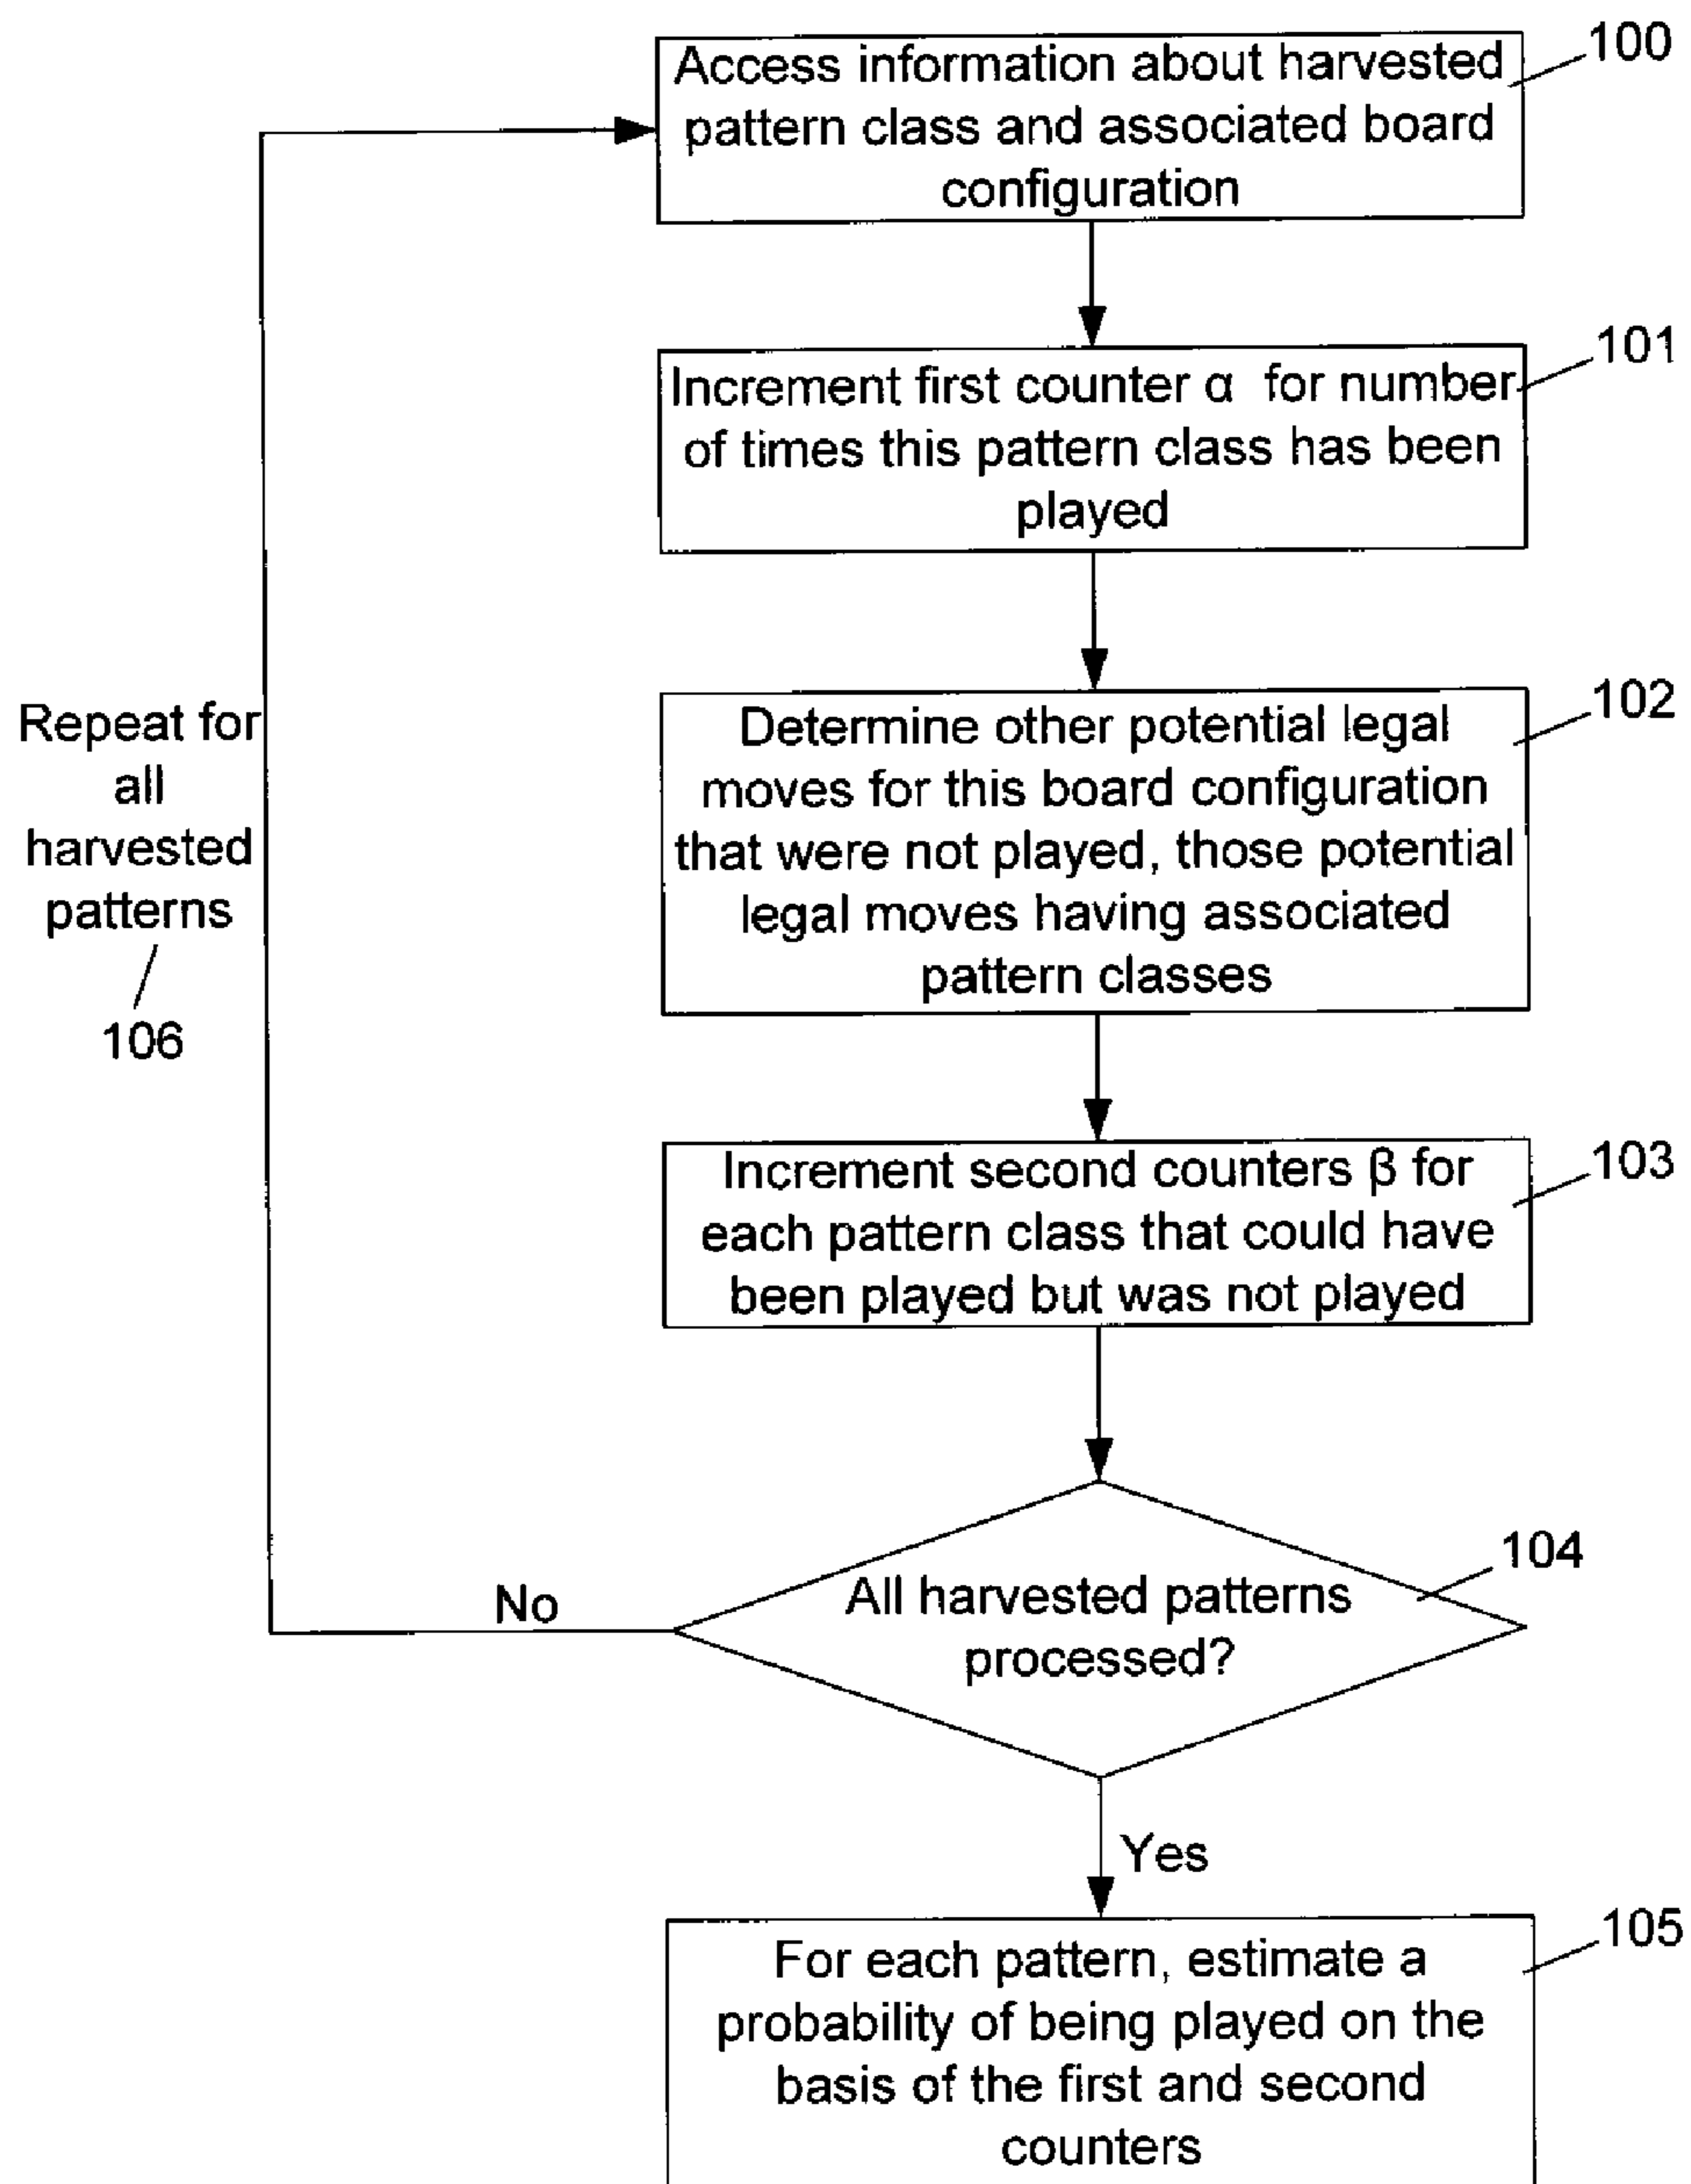 Access information about harvested
pattern class and associated board
configuration
100
Increment first counter α for number
of times this pattern class has been
played
101
Determine other potential legal
moves for this board configuration
that were not played, those potential
legal moves having associated
pattern classes
102
Repeat for
all
harvested
patterns
106
Increment second counters β for
each pattern class that could have
been played but was not played
103
All harvested patterns
processed?
104
No
Yes
For each pattern, estimate a
probability of being played on the
basis of the first and second
counters
105